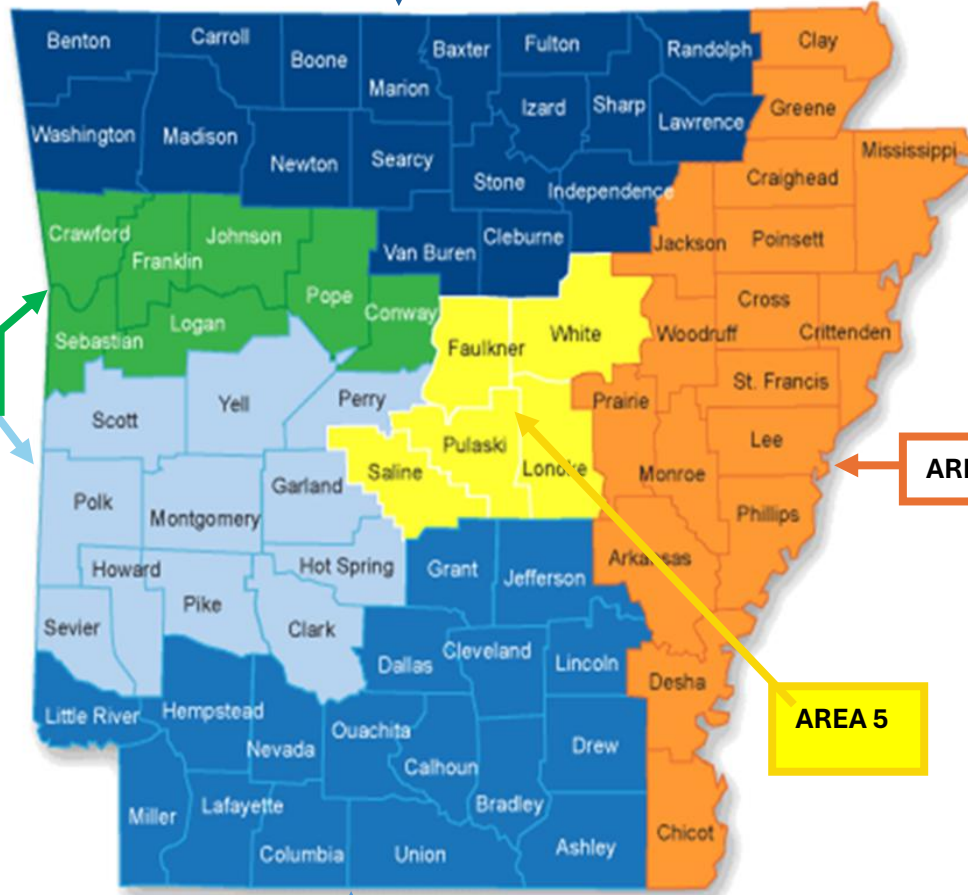 Benton
Carroll
Boone
Baxter
Fulton
Randolph
Clay
Marion
Izard
Sharp
Greene
Washington
Madison
Newton
Searcy
Stone
Independence
Lawrence
Mississippi
Craighead
Crawford
Franklin
Johnson
Van Buren
Cleburne
Jackson
Poinsett
Pope
Conway
Cross
Sebastian
Logan
Faulkner
White
Woodruff
Crittenden
Scott
Yell
Perry
St. Francis
Prairie
Pulaski
Lee
Saline
Lonoke
ARE
Polk
Garland
Monroe
Montgomery
Phillips
Howard
Hot Spring
Grant
Jefferson
Arkansas
Pike
Sevier
Clark
Dallas
Cleveland
Lincoln
Desha
Little River
Hempstead
Ouachita
AREA 5
Nevada
Calhoun
Drew
Miller
Lafayette
Bradley
Chicot
Columbia
Union
Ashley